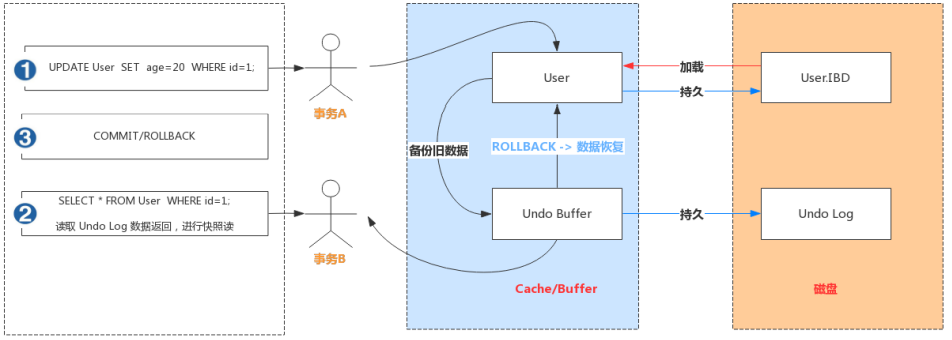 1 UPDATE User SET age=20 WHERE id=1;
事务A
3 COMMIT/ROLLBACK
2 SELECT * FROM User WHERE id=1;
读取 Undo Log 数据返回，进行快照读
事务B
User
加载
持久
User.IBD
备份旧数据
ROLLBACK -> 数据恢复
Undo Buffer
持久
Undo Log
Cache/Buffer
磁盘